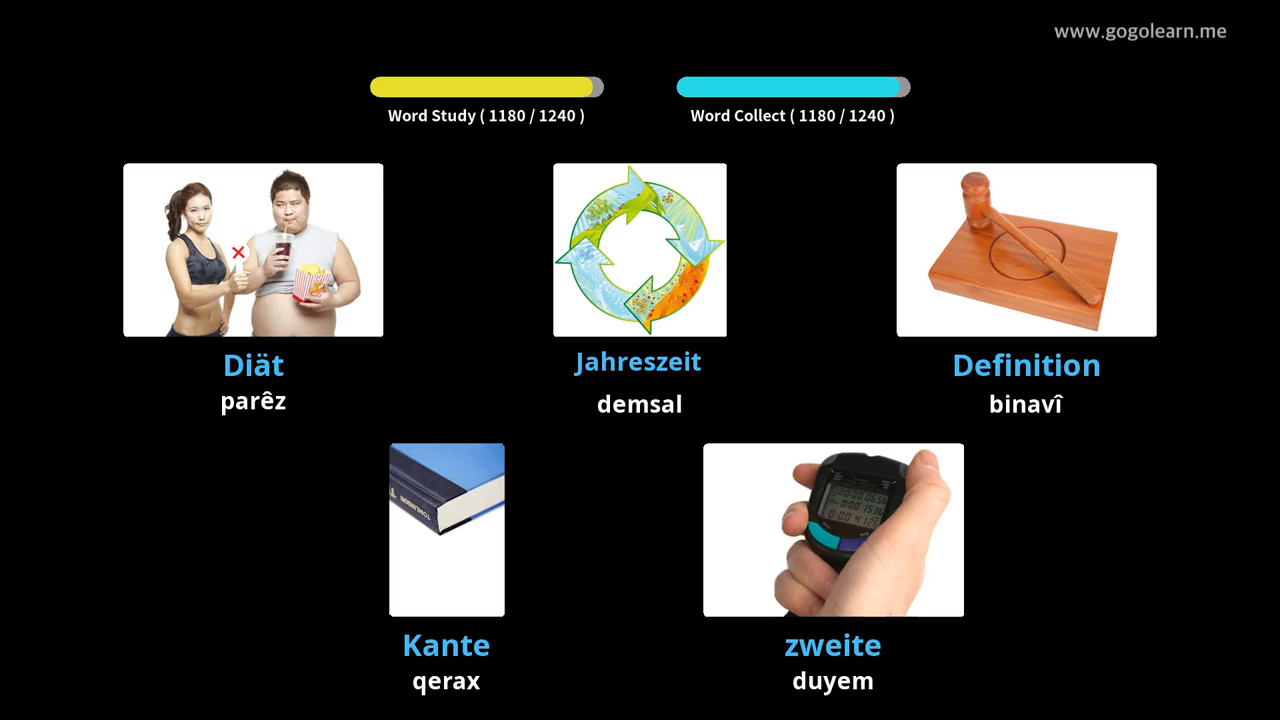 www.gogolearn.me
Word Study ( 1180 / 1240 )
Word Collect ( 1180 / 1240 )
Diät
parêz
Jahreszeit
demsal
Definition
binavî
TOMLINSON
Kante
qerax
zweite
duyem